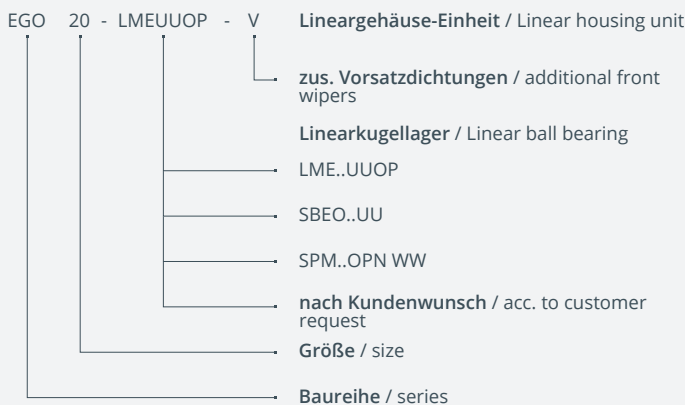 EGO 20 - LMEUUOP - V Lineargehäuse-Einheit / Linear housing unit
zus. Vorsatzdichtungen / additional front
wipers
Linearkugellager / Linear ball bearing
LME..UUOP
SBEO..UU
SPM..OPN WW
nach Kundenwunsch / acc. to customer
request
Größe / size
Baureihe / series